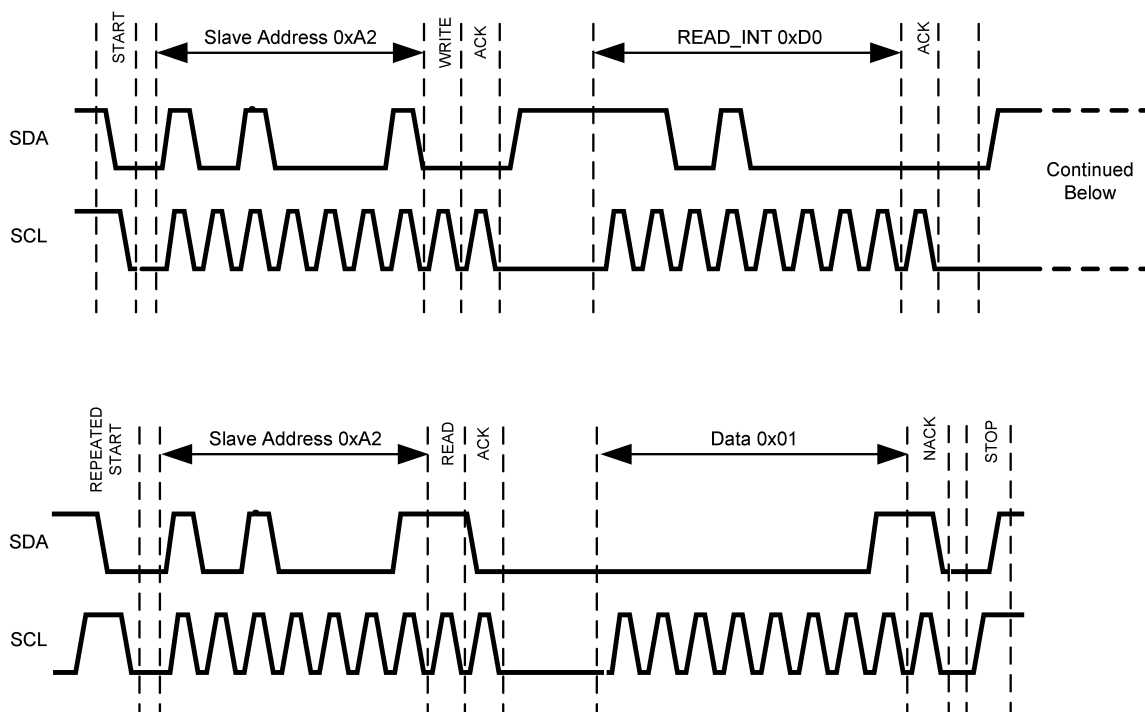 START
Slave Address 0xA2
WRITE
ACK
READ_INT 0xD0
ACK
SDA
SCL
Continued
Below
REPEATED
START
Slave Address 0xA2
READ
ACK
Data 0x01
NACK
STOP
SDA
SCL